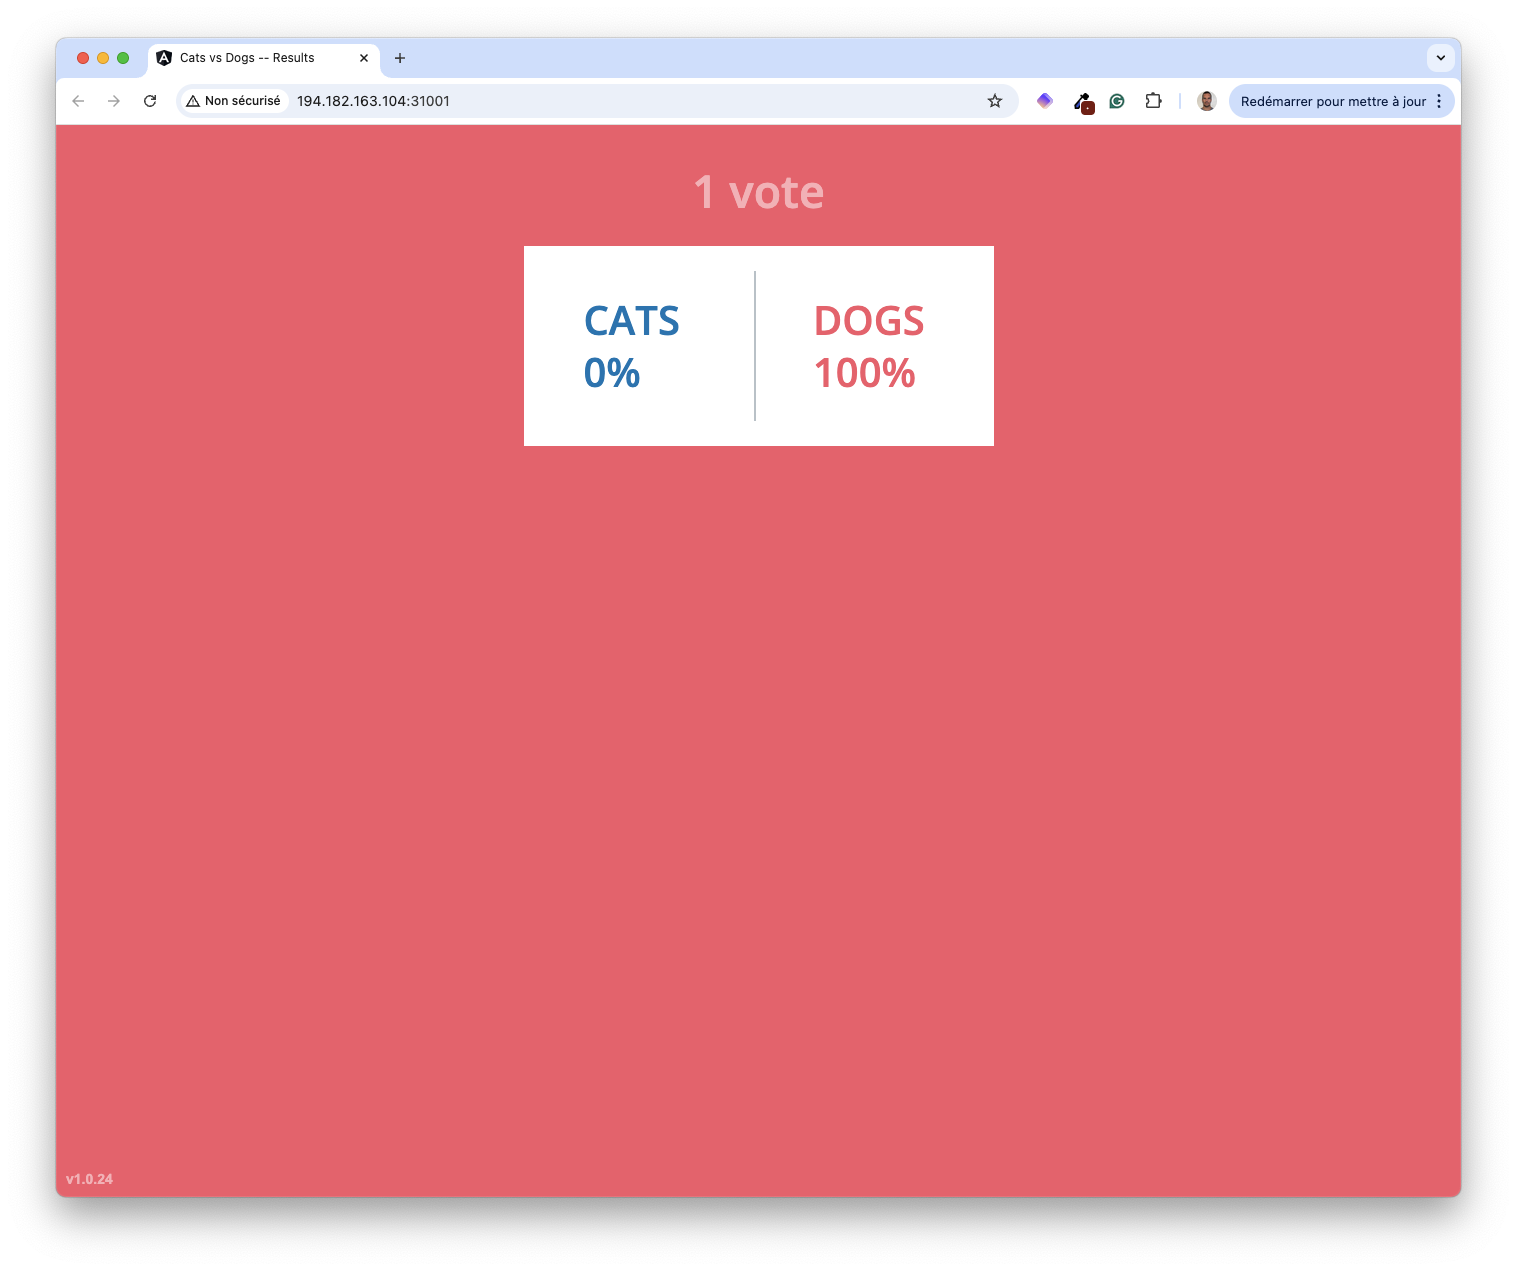 Cats vs Dogs -- Results
Non sécurisé
194.182.163.104:31001
Redémarrer pour mettre à jour
1 vote
CATS
0%
DOGS
100%
v1.0.24